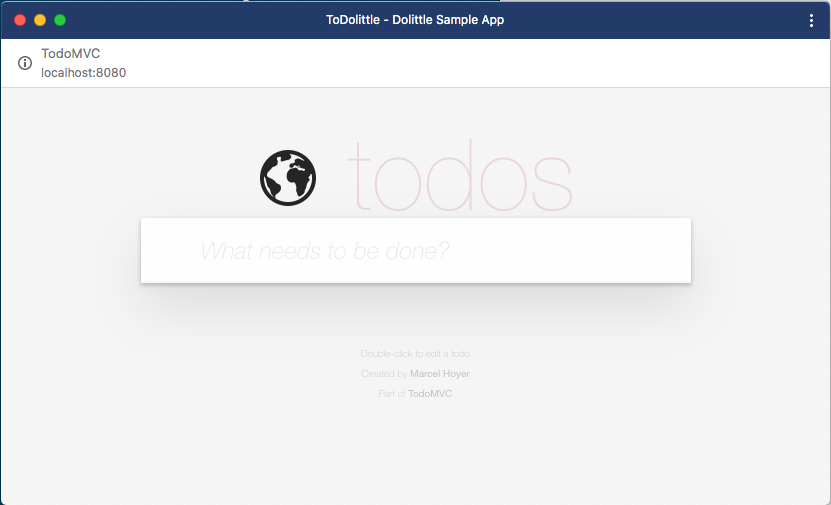 ToDolittle - Dolittle Sample App
TodoMVC
localhost:8080
todos
What needs to be done?
Double-click to edit a todo
Created by Marcel Hoyer
Part of TodoMVC